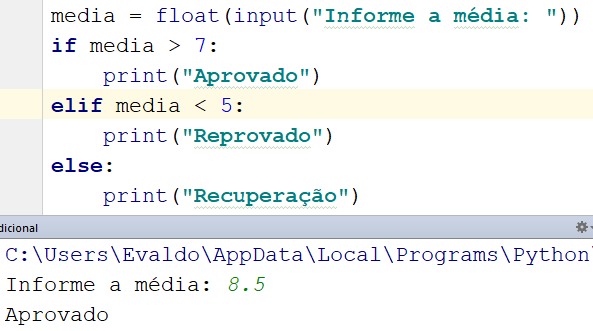 media = float(input("Informe a média: "))
if media > 7:
    print("Aprovado")
elif media < 5:
    print("Reprovado")
else:
    print("Recuperação")
dicional
C:\Users\Evaldo\AppData\Local\Programs\Python\
Informe a média: 8.5
Aprovado